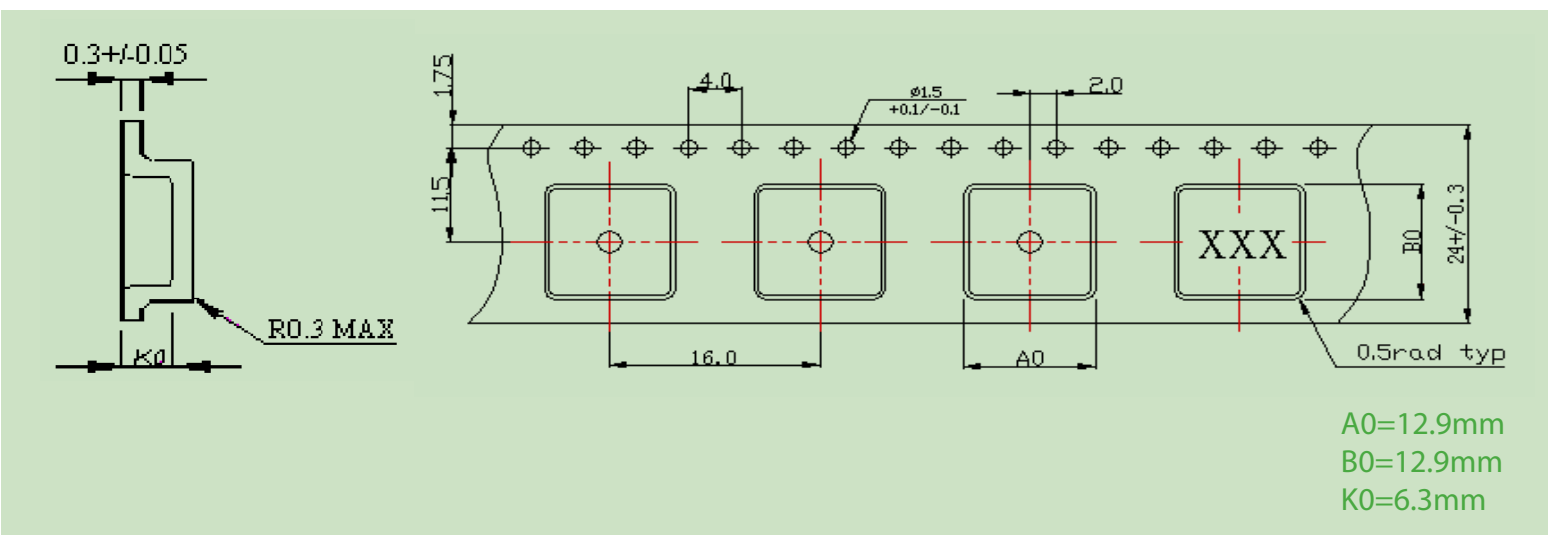 0.3+/-0.05
R0.3 MAX
K0
1.75
4.0
ø1.5
+0.1/-0.1
2.0
11.5
XXX
B0
24+/-0.3
16.0
A0
0.5rad typ
A0=12.9mm
B0=12.9mm
K0=6.3mm